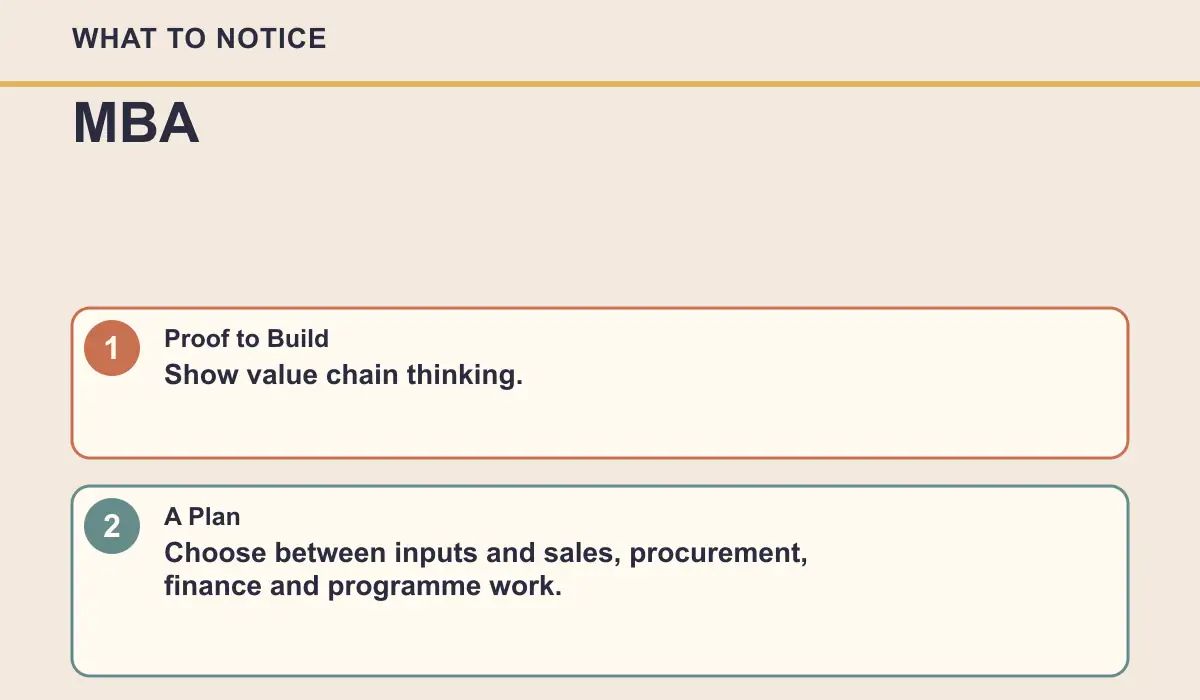 WHAT TO NOTICE
MBA
1
Proof to Build
Show value chain thinking.
2
A Plan
Choose between inputs and sales, procurement,
finance and programme work.